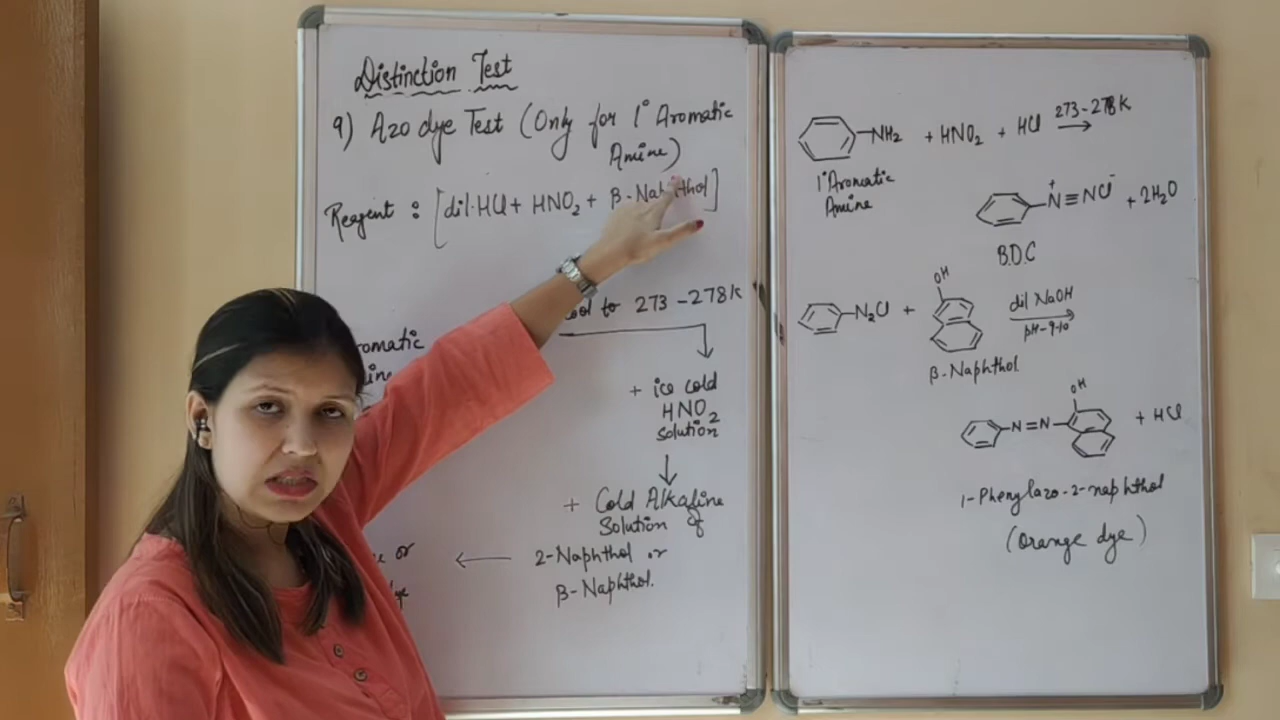 Distinction Test
9) Azo dye Test (Only for 1° Aromatic
Amine)
Reagent : [dil·HCl + HNO₂ + β-Naphthol]
to 273 - 278K
+ ice cold
HNO₂
Solution
+ Cold Alkaline
Solution of
2-Naphthol or
β-Naphthol.
or
-NH₂ + HNO₂ + HCl 273-278K
1° Aromatic
Amine
-N⁺≡NCl⁻ + 2H₂O
B.D.C
-N₂Cl +
OH
dil NaOH
pH-9-10
β-Naphthol
OH
-N=N- + HCl
1-Phenylazo-2-naphthol
(Orange dye)